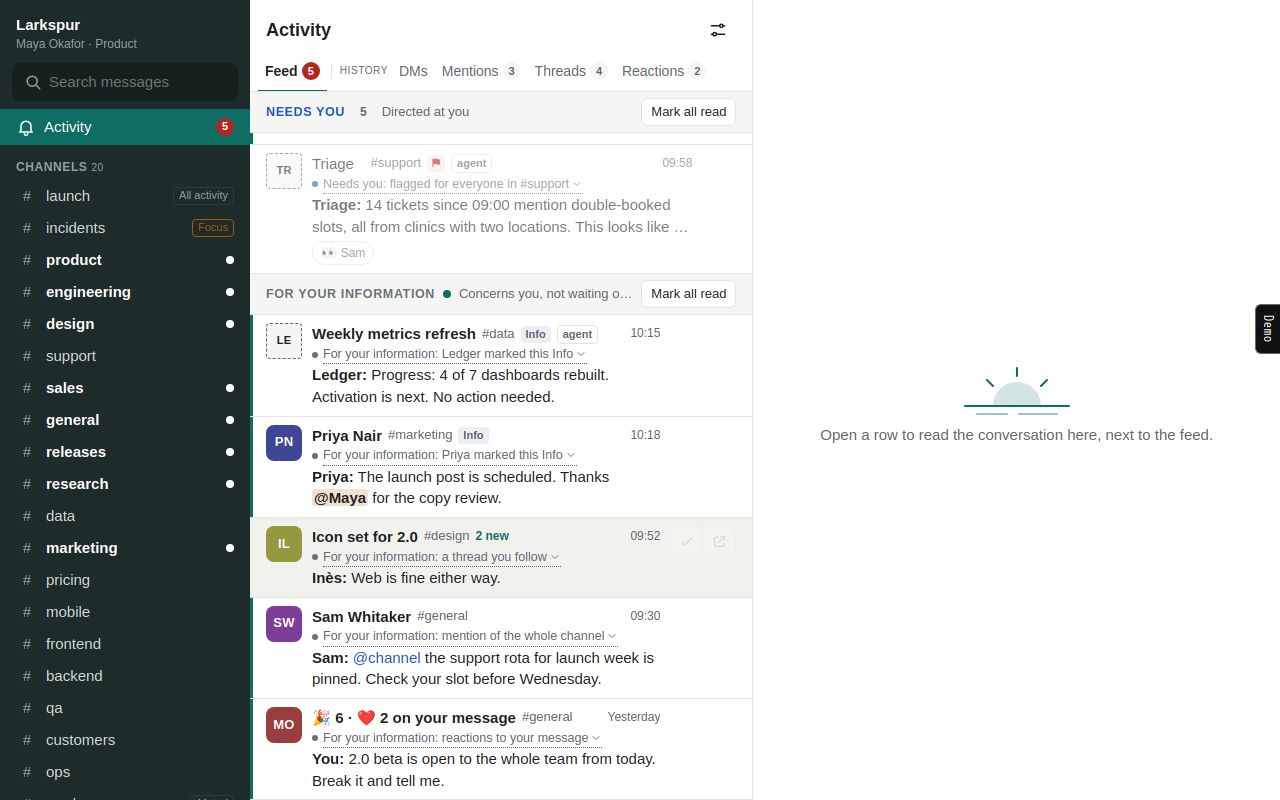 Larkspur
Maya Okafor · Product
Search messages
Activity 5
CHANNELS 20
# launch All activity
# incidents Focus
# product
# engineering
# design
# support
# sales
# general
# releases
# research
# data
# marketing
# pricing
# mobile
# frontend
# backend
# qa
# customers
# ops
Activity
Feed 5 HISTORY DMs Mentions 3 Threads 4 Reactions 2
NEEDS YOU 5 Directed at you Mark all read
TR Triage #support agent 09:58
Needs you: flagged for everyone in #support
Triage: 14 tickets since 09:00 mention double-booked
slots, all from clinics with two locations. This looks like …
👀 Sam
FOR YOUR INFORMATION Concerns you, not waiting o… Mark all read
LE Weekly metrics refresh #data Info agent 10:15
For your information: Ledger marked this Info
Ledger: Progress: 4 of 7 dashboards rebuilt.
Activation is next. No action needed.
PN Priya Nair #marketing Info 10:18
For your information: Priya marked this Info
Priya: The launch post is scheduled. Thanks
@Maya for the copy review.
IL Icon set for 2.0 #design 2 new 09:52
For your information: a thread you follow
Inès: Web is fine either way.
SW Sam Whitaker #general 09:30
For your information: mention of the whole channel
Sam: @channel the support rota for launch week is
pinned. Check your slot before Wednesday.
MO 🎉 6 · ❤️ 2 on your message #general Yesterday
For your information: reactions to your message
You: 2.0 beta is open to the whole team from today.
Break it and tell me.
Open a row to read the conversation here, next to the feed.
Demo